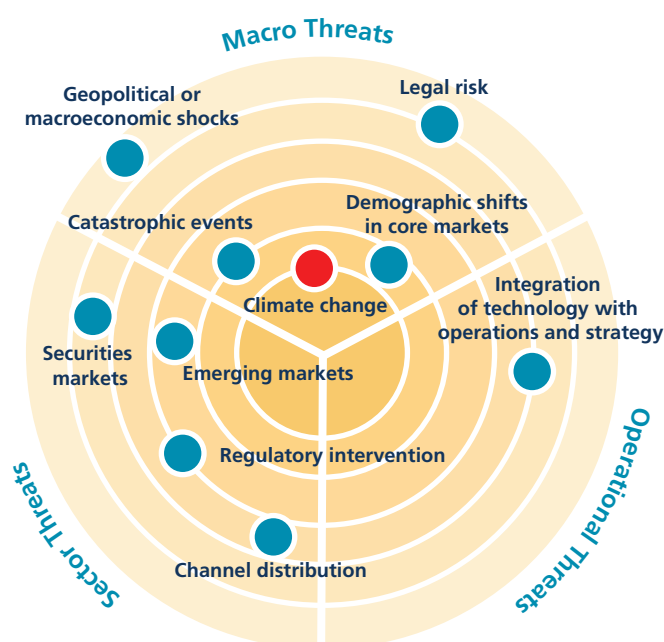 Macro Threats
Geopolitical or
macroeconomic shocks
Legal risk
Catastrophic events
Demographic shifts
in core markets
Climate change
Integration
of technology with
operations and strategy
Securities
markets
Emerging markets
Regulatory intervention
Channel distribution
Sector Threats
Operational Threats